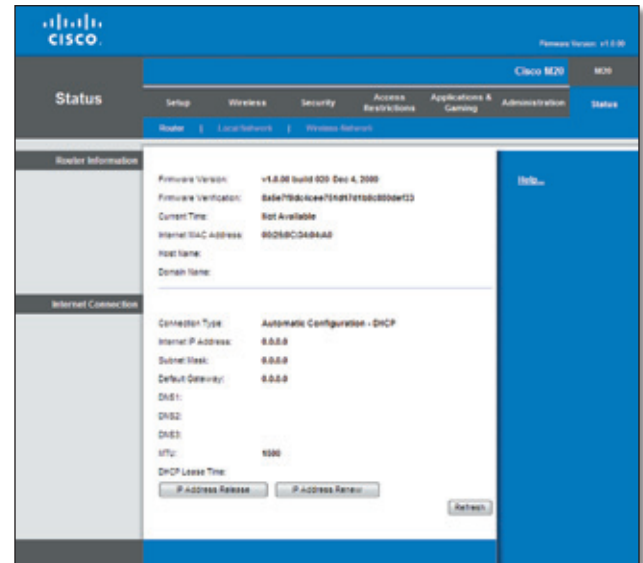 CISCO
Firmware Version: v1.0.00
Cisco M20 M20
Status
Setup Wireless Security Access Restrictions Applications & Gaming Administration Status
Router | Local Network | Wireless Network
Router Information
Firmware Version: v1.0.00 build 020 Dec 4, 2009
Firmware Verification:
Help...
Current Time: Not Available
Internet MAC Address:
Host Name:
Domain Name:
Internet Connection
Connection Type: Automatic Configuration - DHCP
Internet IP Address: 0.0.0.0
Subnet Mask: 0.0.0.0
Default Gateway: 0.0.0.0
DNS1:
DNS2:
DNS3:
MTU: 1500
DHCP Lease Time:
IP Address Release IP Address Renew
Refresh